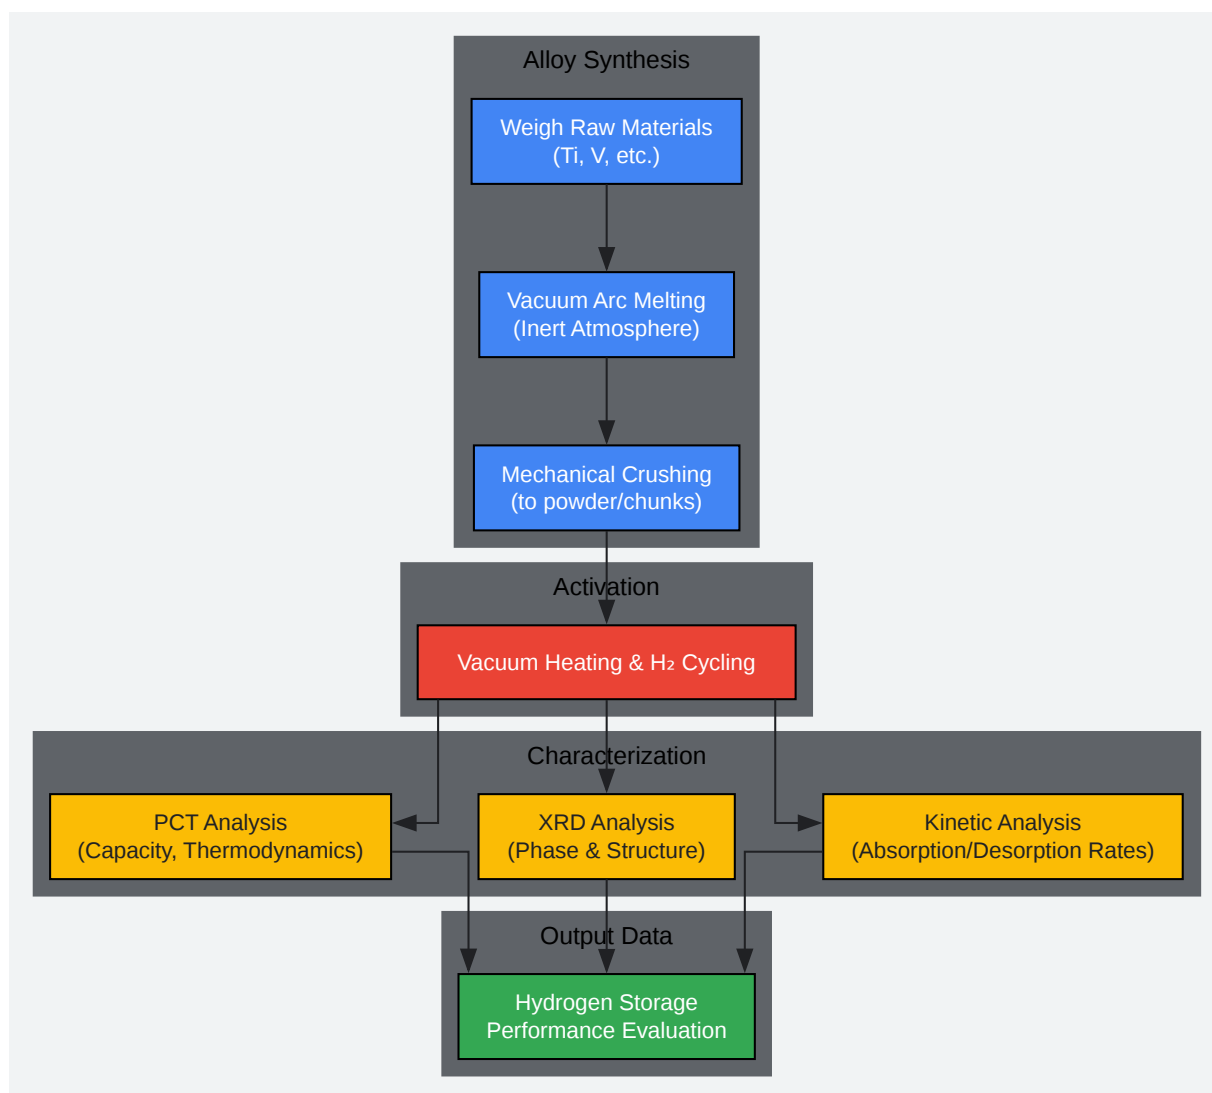 Alloy Synthesis
Weigh Raw Materials
(Ti, V, etc.)
Vacuum Arc Melting
(Inert Atmosphere)
Mechanical Crushing
(to powder/chunks)
Activation
Vacuum Heating & H₂ Cycling
Characterization
PCT Analysis
(Capacity, Thermodynamics)
XRD Analysis
(Phase & Structure)
Kinetic Analysis
(Absorption/Desorption Rates)
Output Data
Hydrogen Storage
Performance Evaluation